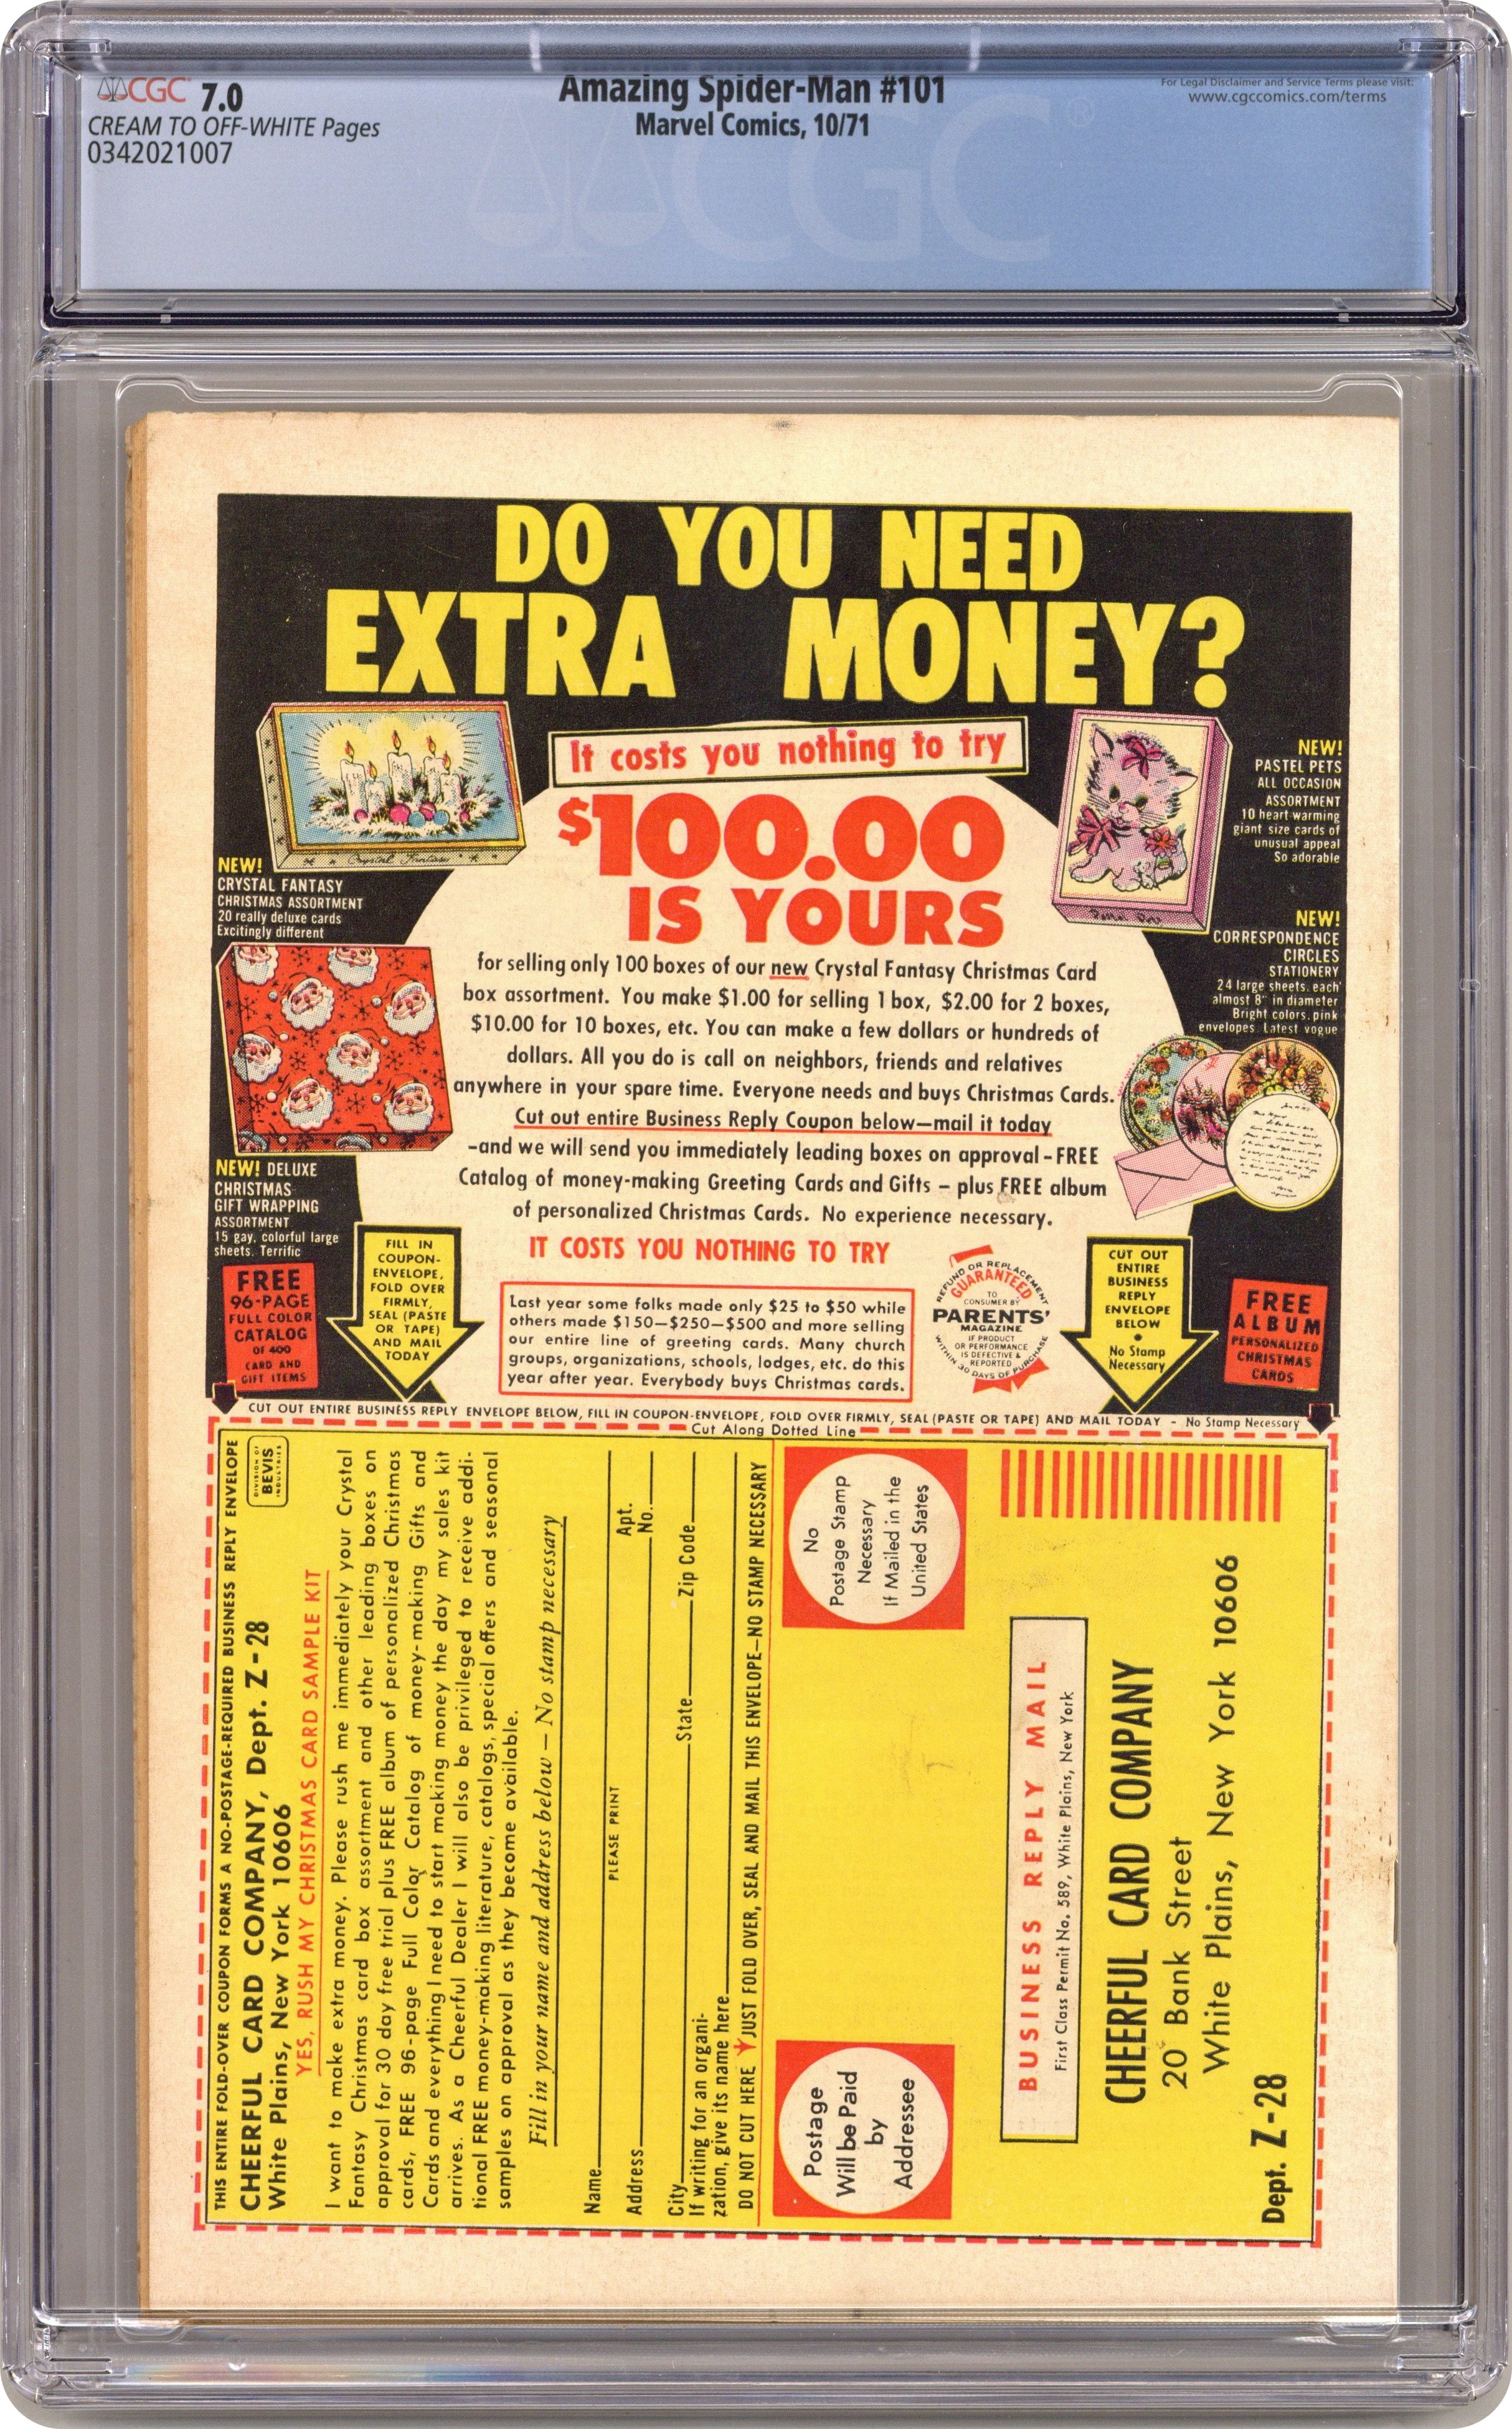 CGC 7.0
CREAM TO OFF-WHITE Pages
0342021007
Amazing Spider-Man #101
Marvel Comics, 10/71
For Legal Disclaimer and Service Terms please visit:
www.cgccomics.com/terms
CGC
DO YOU NEED
EXTRA MONEY?
It costs you nothing to try
$100.00
IS YOURS
Crystal Fantasy
NEW!
CRYSTAL FANTASY
CHRISTMAS ASSORTMENT
20 really deluxe cards
Excitingly different
NEW!
PASTEL PETS
ALL OCCASION
ASSORTMENT
10 heart-warming
giant size cards of
unusual appeal
So adorable
NEW!
CORRESPONDENCE
CIRCLES
STATIONERY
24 large sheets, each
almost 8" in diameter
Bright colors, pink
envelopes. Latest vogue
for selling only 100 boxes of our new Crystal Fantasy Christmas Card
box assortment. You make $1.00 for selling 1 box, $2.00 for 2 boxes,
$10.00 for 10 boxes, etc. You can make a few dollars or hundreds of
dollars. All you do is call on neighbors, friends and relatives
anywhere in your spare time. Everyone needs and buys Christmas Cards.
Cut out entire Business Reply Coupon below—mail it today
-and we will send you immediately leading boxes on approval - FREE
Catalog of money-making Greeting Cards and Gifts — plus FREE album
of personalized Christmas Cards. No experience necessary.
IT COSTS YOU NOTHING TO TRY
NEW! DELUXE
CHRISTMAS
GIFT WRAPPING
ASSORTMENT
15 gay, colorful large
sheets. Terrific
FREE
96-PAGE
FULL COLOR
CATALOG
OF 400
CARD AND
GIFT ITEMS
FILL IN
COUPON-
ENVELOPE,
FOLD OVER
FIRMLY,
SEAL (PASTE
OR TAPE)
AND MAIL
TODAY
Last year some folks made only $25 to $50 while
others made $150—$250—$500 and more selling
our entire line of greeting cards. Many church
groups, organizations, schools, lodges, etc. do this
year after year. Everybody buys Christmas cards.
REFUND OR REPLACEMENT
GUARANTEED
TO
CONSUMER BY
PARENTS'
MAGAZINE
IF PRODUCT
OR PERFORMANCE
IS DEFECTIVE &
REPORTED
WITHIN 30 DAYS OF PURCHASE
CUT OUT
ENTIRE
BUSINESS
REPLY
ENVELOPE
BELOW
•
No Stamp
Necessary
FREE
ALBUM
PERSONALIZED
CHRISTMAS
CARDS
CUT OUT ENTIRE BUSINESS REPLY ENVELOPE BELOW, FILL IN COUPON-ENVELOPE, FOLD OVER FIRMLY, SEAL (PASTE OR TAPE) AND MAIL TODAY - No Stamp Necessary
Cut Along Dotted Line
THIS ENTIRE FOLD-OVER COUPON FORMS A NO-POSTAGE-REQUIRED BUSINESS REPLY ENVELOPE
CHEERFUL CARD COMPANY, Dept. Z-28
White Plains, New York 10606
DIVISION OF
BEVIS
INDUSTRIES
YES, RUSH MY CHRISTMAS CARD SAMPLE KIT
I want to make extra money. Please rush me immediately your Crystal
Fantasy Christmas card box assortment and other leading boxes on
approval for 30 day free trial plus FREE album of personalized Christmas
cards, FREE 96-page Full Color Catalog of money-making Gifts and
Cards and everything I need to start making money the day my sales kit
arrives. As a Cheerful Dealer I will also be privileged to receive addi-
tional FREE money-making literature, catalogs, special offers and seasonal
samples on approval as they become available.
Fill in your name and address below — No stamp necessary
Name
PLEASE PRINT
Address Apt. No.
City State Zip Code
If writing for an organi-
zation, give its name here
DO NOT CUT HERE JUST FOLD OVER, SEAL AND MAIL THIS ENVELOPE—NO STAMP NECESSARY
Postage
Will be Paid
by
Addressee
No
Postage Stamp
Necessary
If Mailed in the
United States
BUSINESS REPLY MAIL
First Class Permit No. 589, White Plains, New York
CHEERFUL CARD COMPANY
20 Bank Street
White Plains, New York 10606
Dept. Z-28